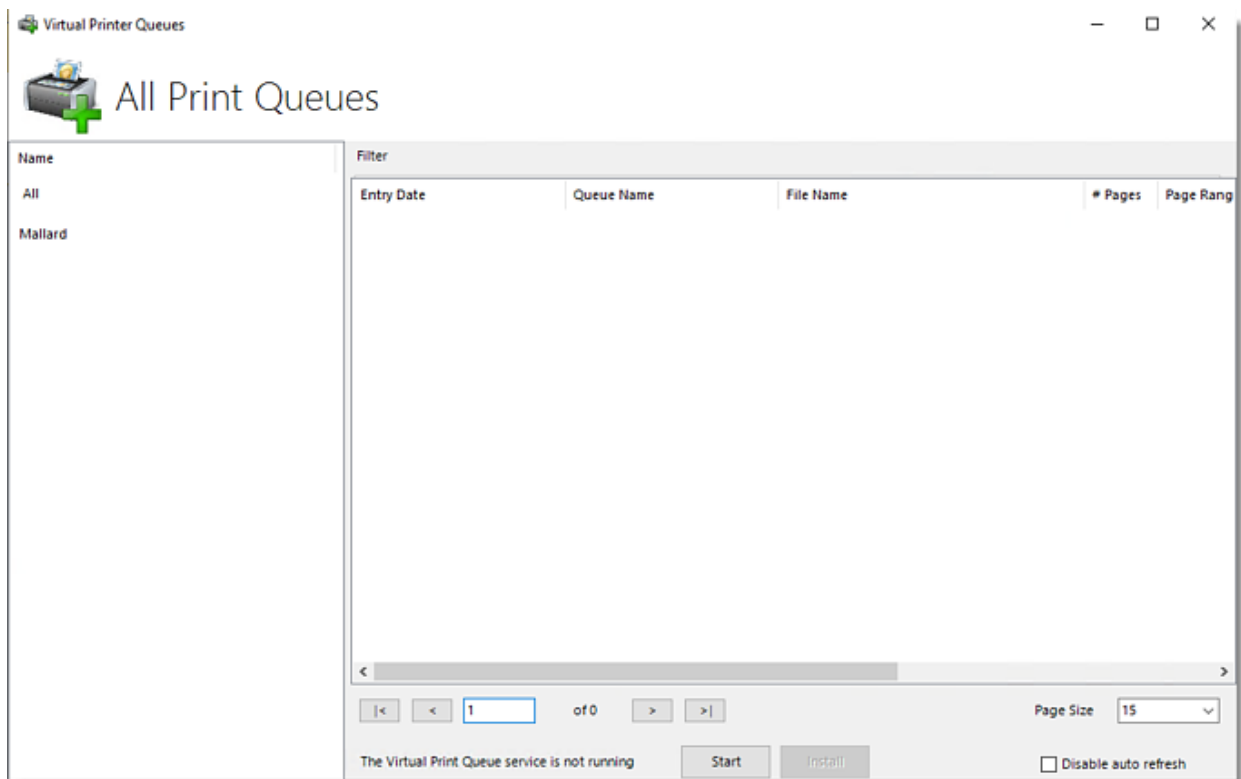 Virtual Printer Queues
All Print Queues
Name
All
Mallard
Filter
Entry Date Queue Name File Name # Pages Page Rang
|< < 1 of 0 > >| Page Size 15
The Virtual Print Queue service is not running Start Install Disable auto refresh